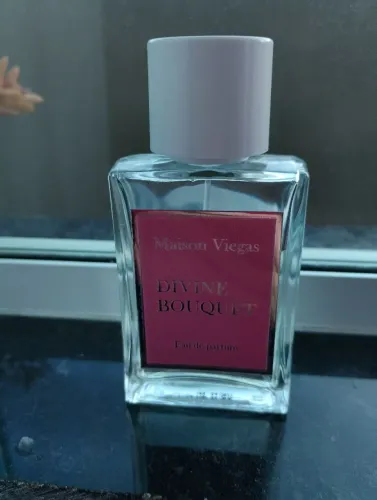 Maison Viegas
DIVINE
BOUQUET
Eau de parfum